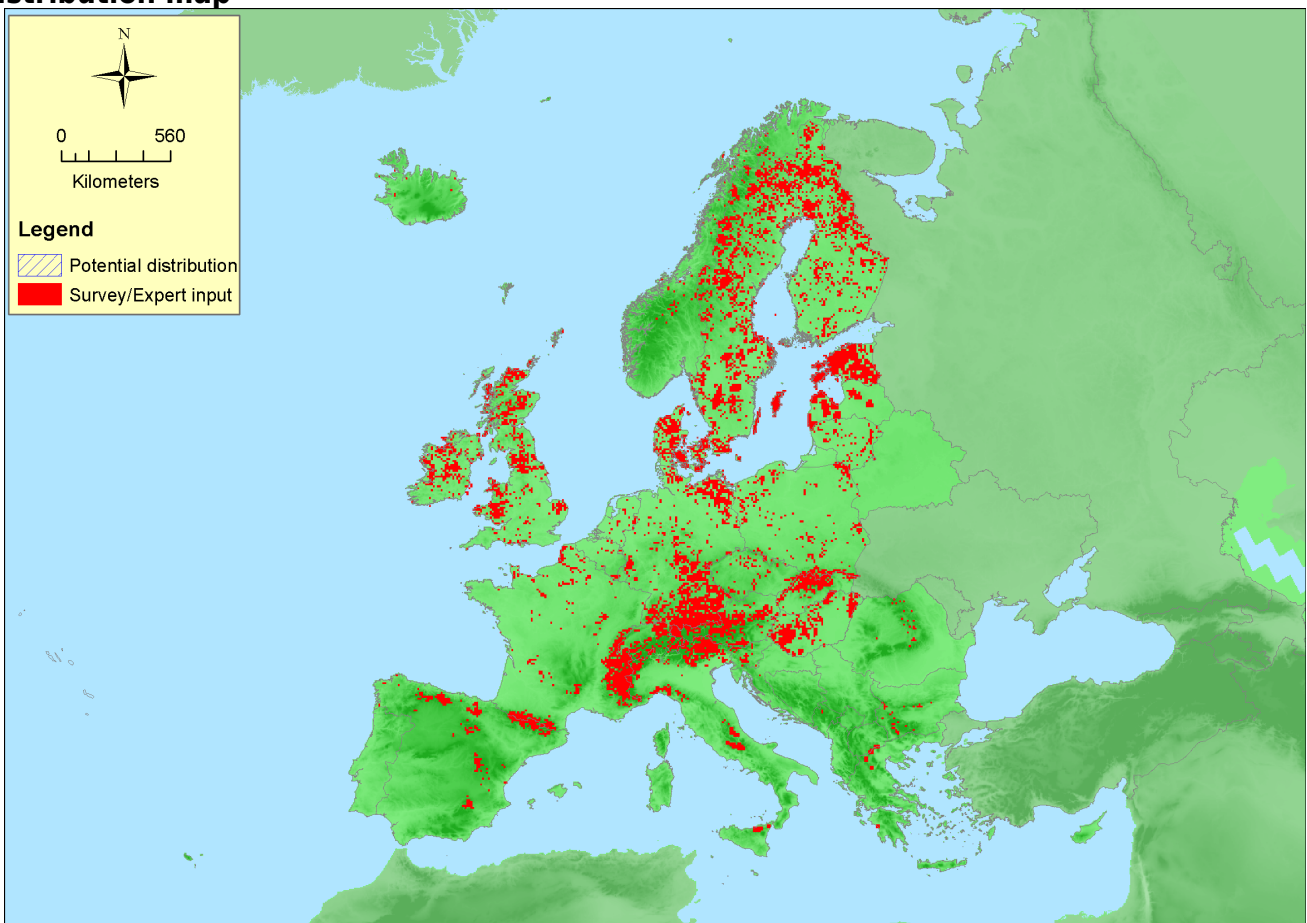 N
0 560
Kilometers
Legend
Potential distribution
Survey/Expert input